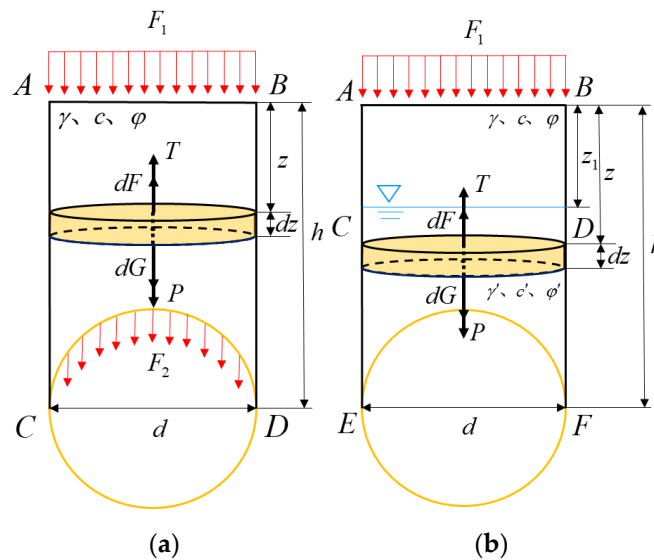 F₁
A B
γ、c、φ
z
T
dF
dz
h
dG
P
F₂
C D
d
(a)
F₁
A B
γ、c、φ
z₁
z
T
dF
C D
dz
γ'、c'、φ'
dG
P
E F
d
(b)